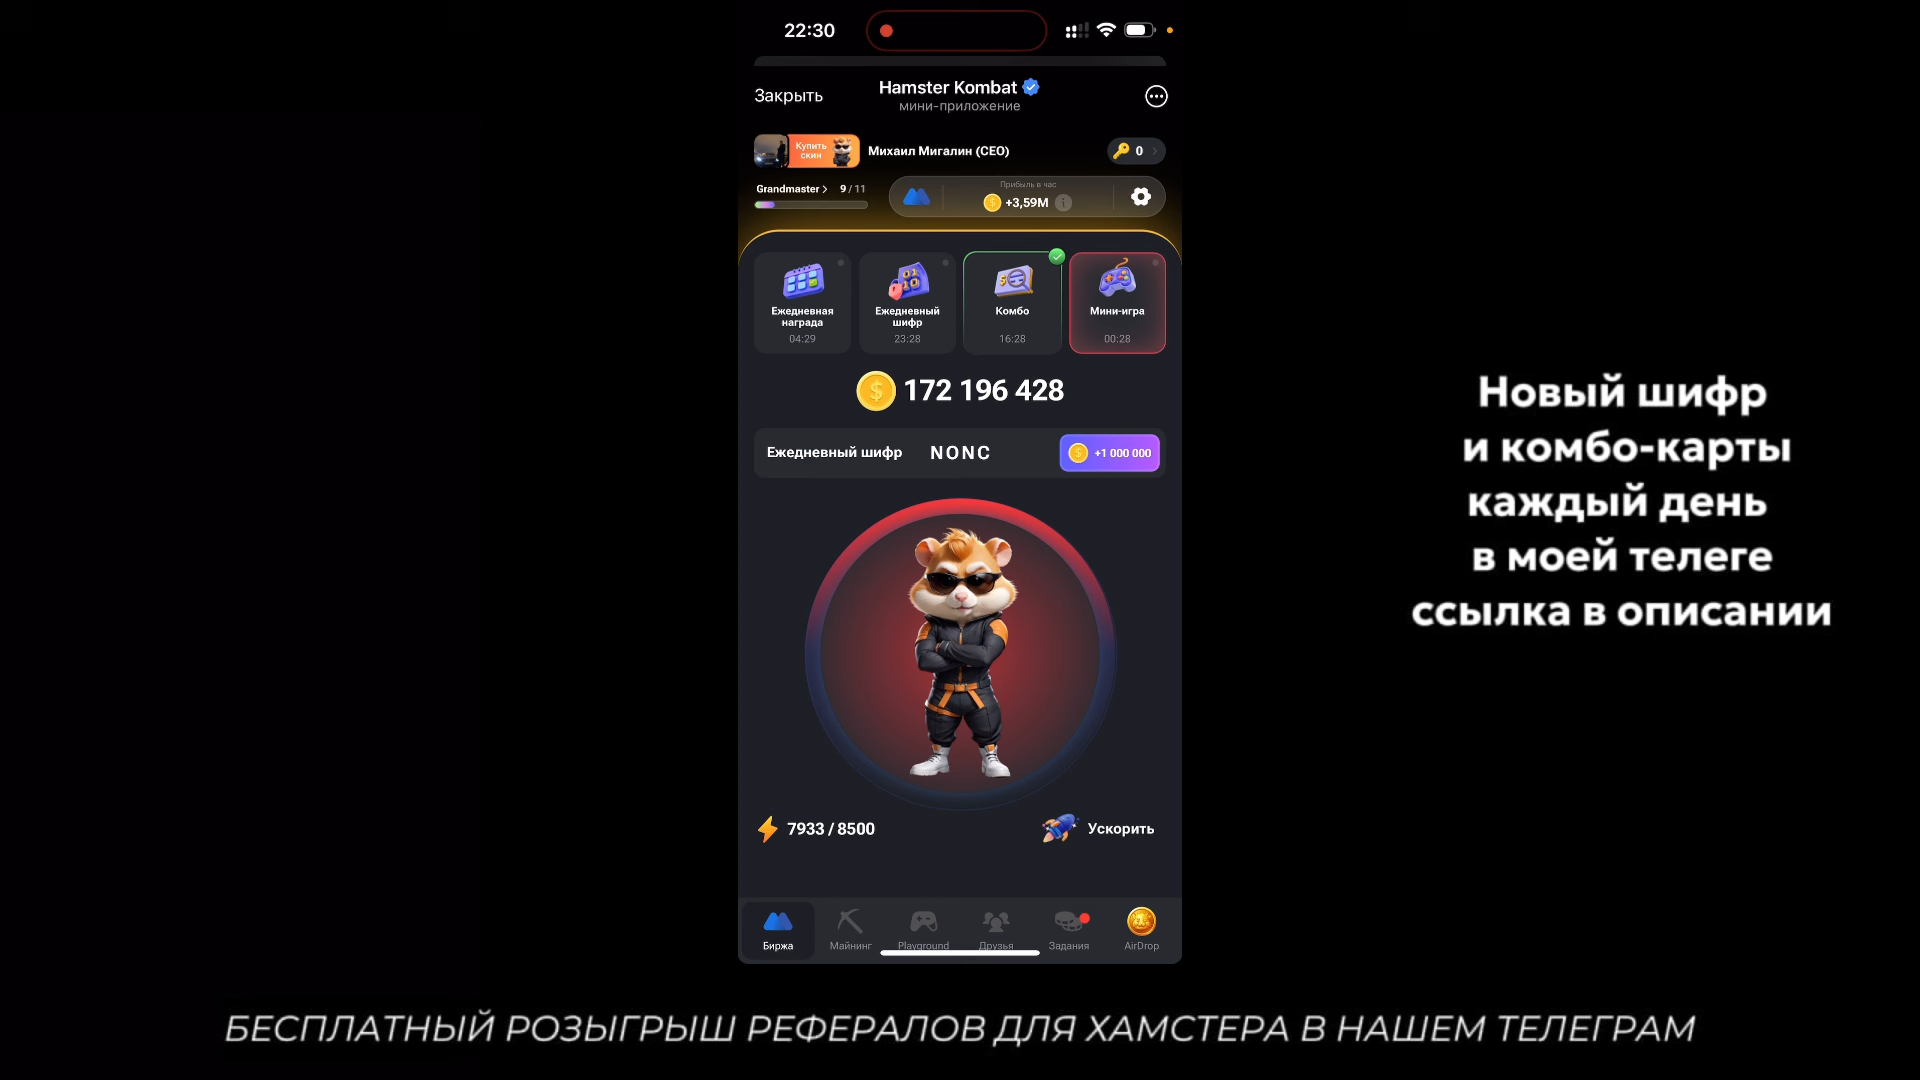 22:30
Закрыть
Hamster Kombat
мини-приложение
Купить
скин
Михаил Мигалин (CEO)
0
Grandmaster
9 / 11
Прибыль в час
+3,59M
Ежедневная
награда
04:29
Ежедневный
шифр
23:28
Комбо
16:28
Мини-игра
00:28
172 196 428
Ежедневный шифр
NONC
+1 000 000
7933 / 8500
Ускорить
Биржа
Майнинг
Playground
Друзья
Задания
AirDrop
Новый шифр
и комбо-карты
каждый день
в моей телеге
ссылка в описании
БЕСПЛАТНЫЙ РОЗЫГРЫШ РЕФЕРАЛОВ ДЛЯ ХАМСТЕРА В НАШЕМ ТЕЛЕГРАМ